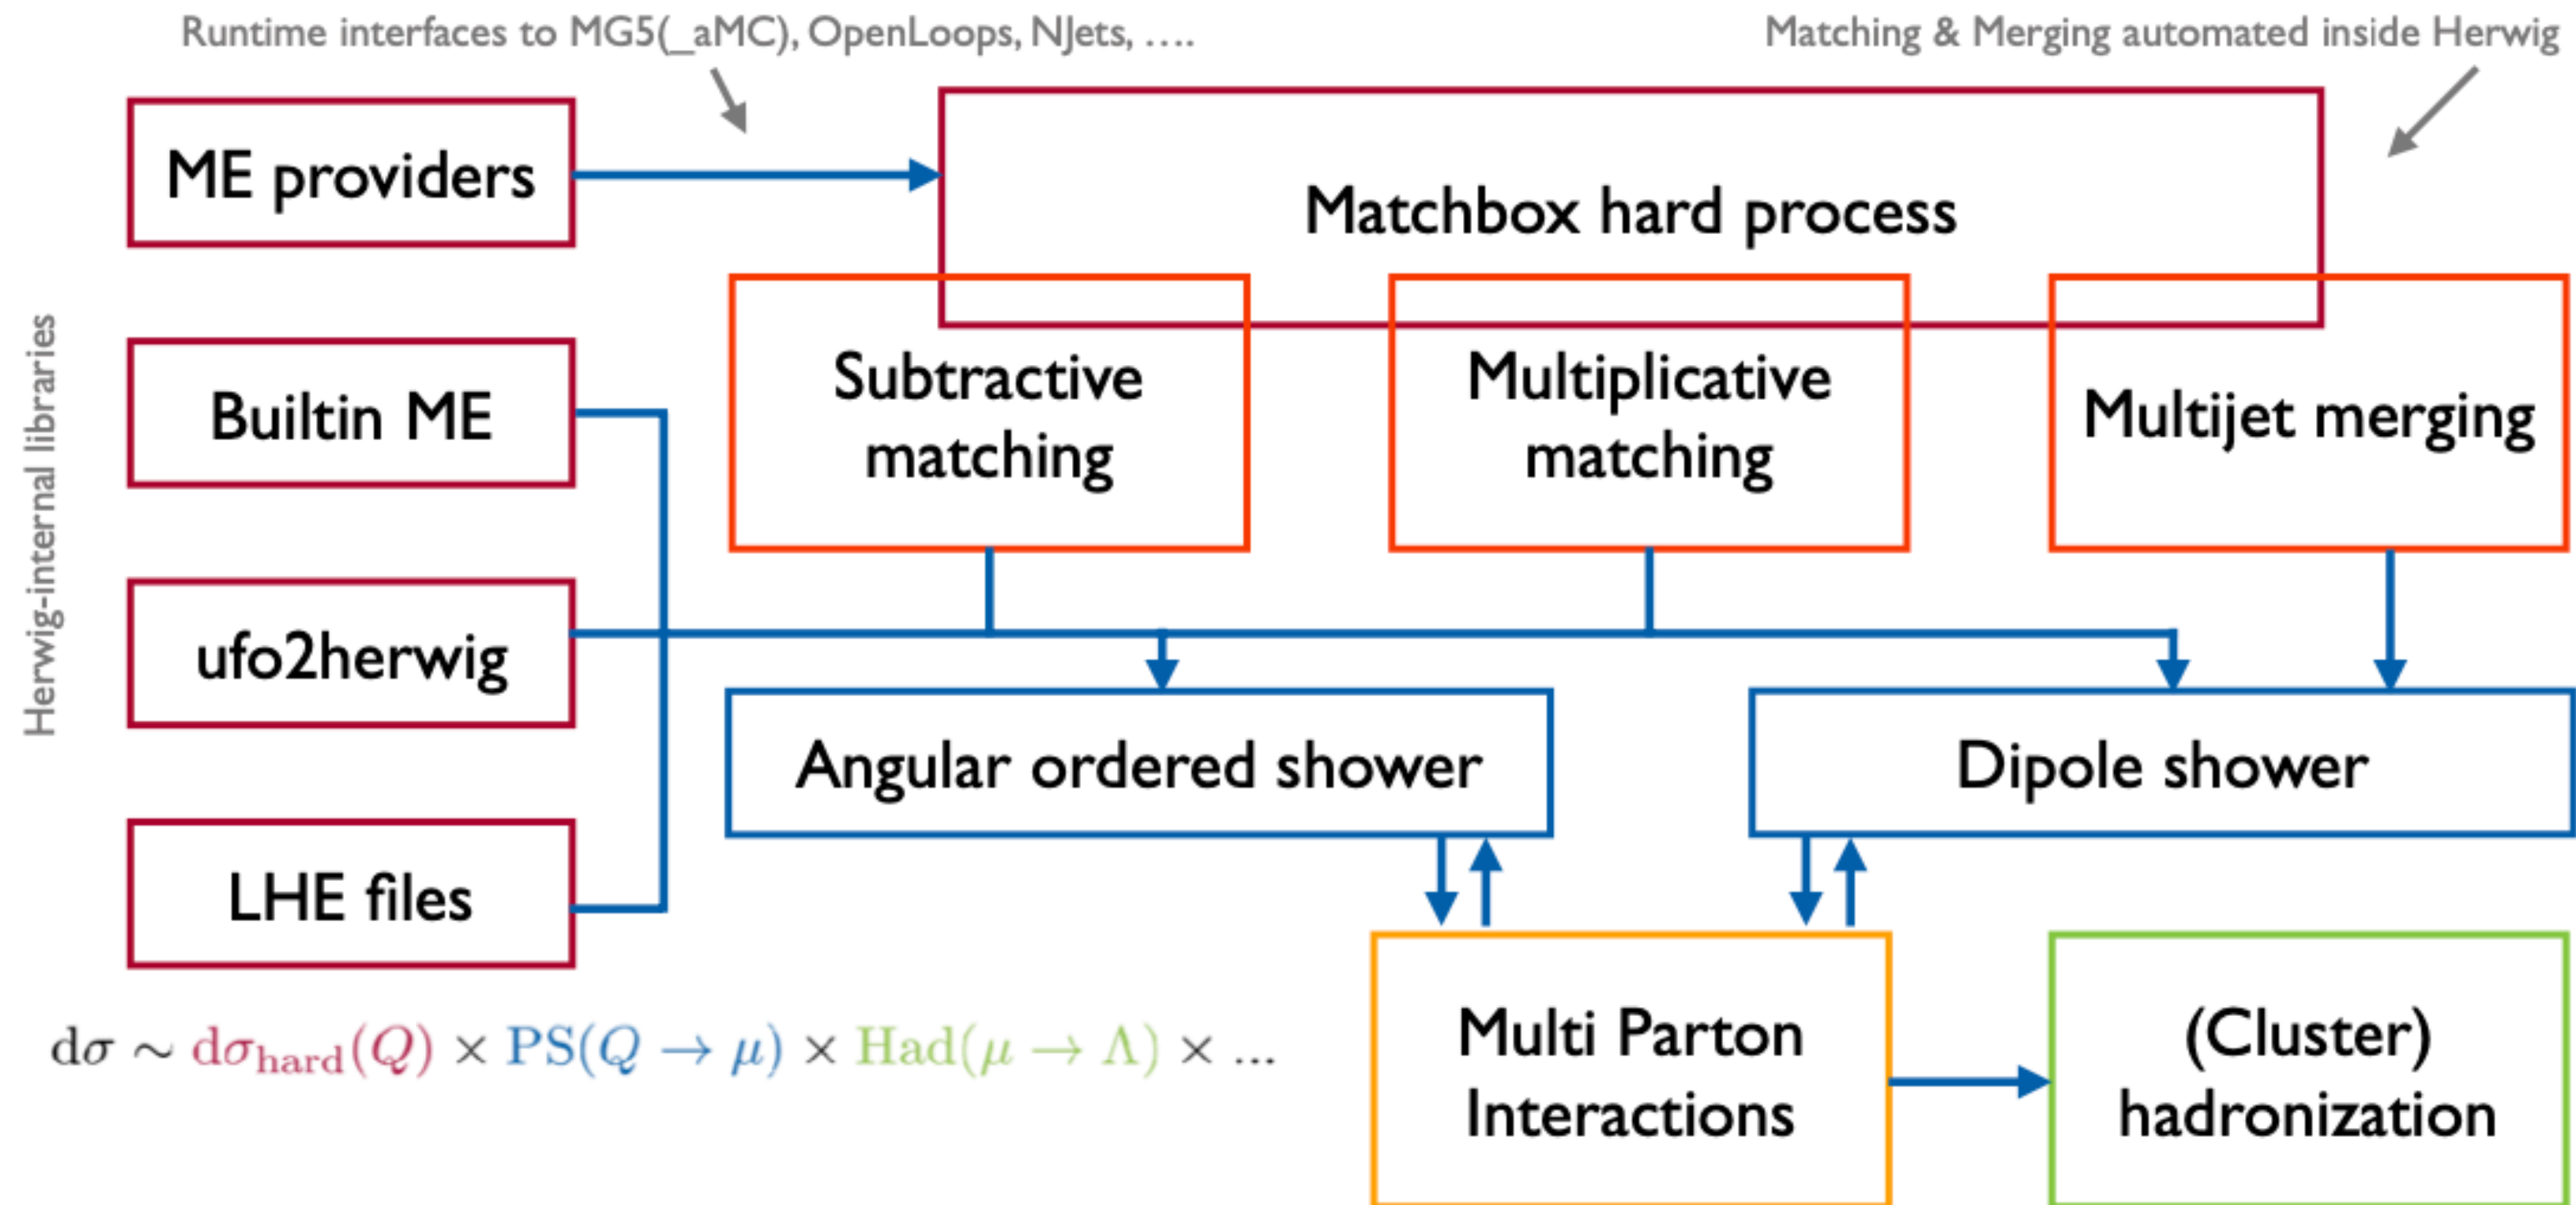 Runtime interfaces to MG5(_aMC), OpenLoops, NJets, ....
Matching & Merging automated inside Herwig
ME providers
Matchbox hard process
Herwig-internal libraries
Builtin ME
Subtractive
matching
Multiplicative
matching
Multijet merging
ufo2herwig
Angular ordered shower
Dipole shower
LHE files
dσ ∼ dσhard(Q) × PS(Q → μ) × Had(μ → Λ) × ...
Multi Parton
Interactions
(Cluster)
hadronization